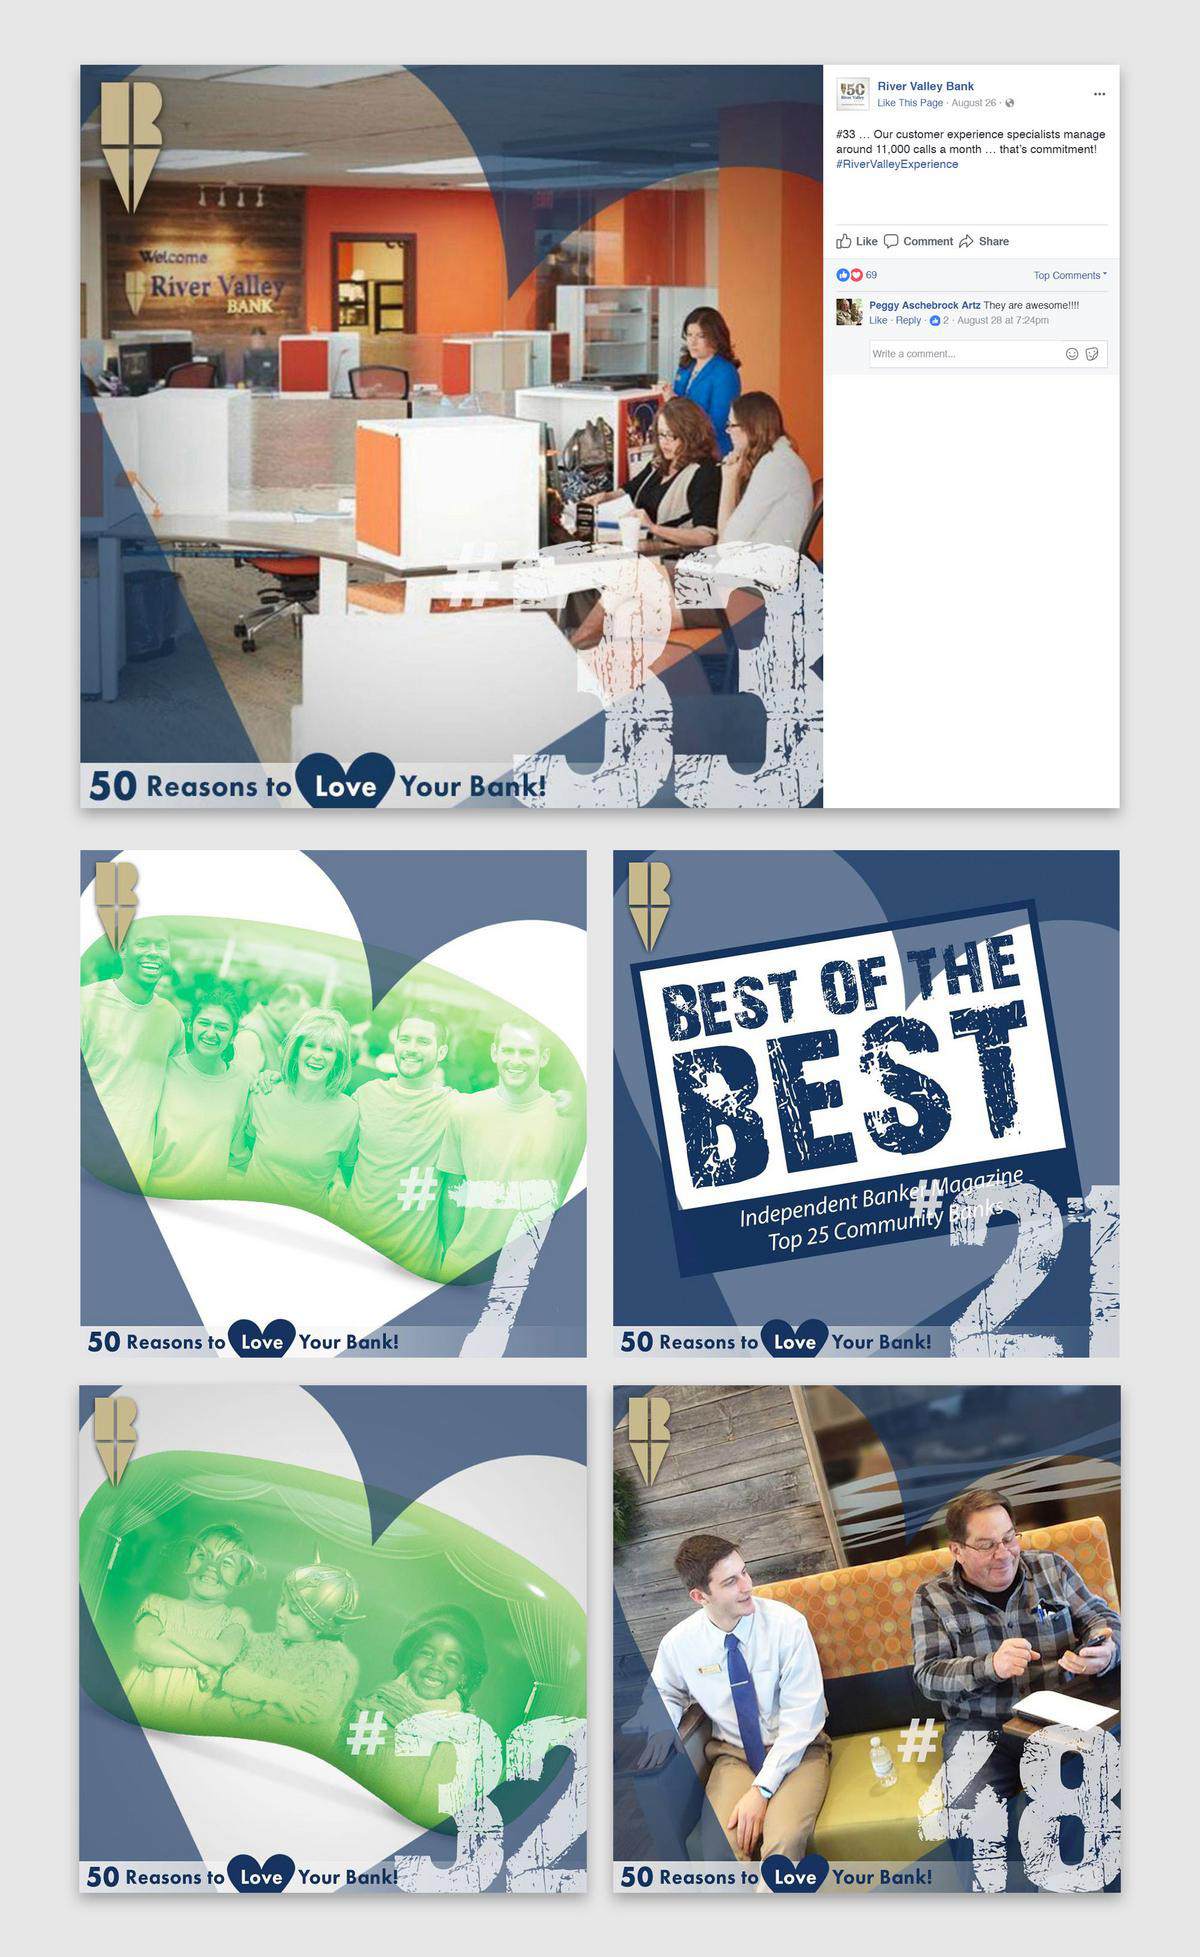 Welcome
River Valley
BANK
#33
50 Reasons to Love Your Bank!
River Valley Bank
Like This Page · August 26 ·
#33 ... Our customer experience specialists manage
around 11,000 calls a month ... that's commitment!
#RiverValleyExperience
Like Comment Share
69 Top Comments
Peggy Aschebrock Artz They are awesome!!!!
Like · Reply · 2 · August 28 at 7:24pm
Write a comment...
#7
50 Reasons to Love Your Bank!
BEST OF THE
BEST
Independent Banker Magazine
Top 25 Community Banks
#21
50 Reasons to Love Your Bank!
#32
50 Reasons to Love Your Bank!
#48
50 Reasons to Love Your Bank!